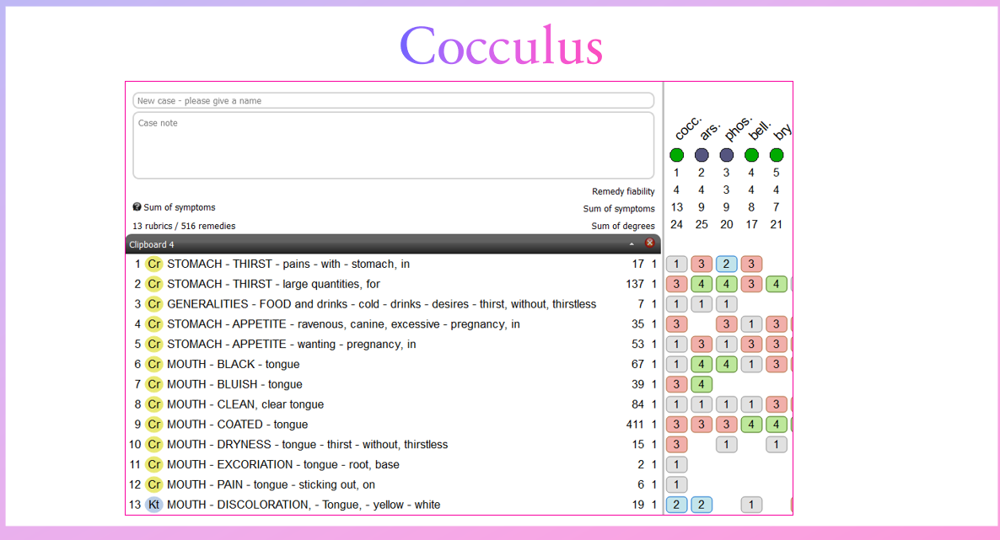 Cocculus
New case - please give a name
Case note
cocc. ars. phos. bell. bry
1 2 3 4 5
Remedy fiability 4 4 3 4 4
Sum of symptoms Sum of symptoms 13 9 9 8 7
13 rubrics / 516 remedies Sum of degrees 24 25 20 17 21
Clipboard 4
1 Cr STOMACH - THIRST - pains - with - stomach, in 17 1 1 3 2 3
2 Cr STOMACH - THIRST - large quantities, for 137 1 3 4 4 3 4
3 Cr GENERALITIES - FOOD and drinks - cold - drinks - desires - thirst, without, thirstless 7 1 1 1 1
4 Cr STOMACH - APPETITE - ravenous, canine, excessive - pregnancy, in 35 1 3 3 1 3
5 Cr STOMACH - APPETITE - wanting - pregnancy, in 53 1 1 3 1 3 3
6 Cr MOUTH - BLACK - tongue 67 1 1 4 4 1 3
7 Cr MOUTH - BLUISH - tongue 39 1 3 4
8 Cr MOUTH - CLEAN, clear tongue 84 1 1 1 1 1 3
9 Cr MOUTH - COATED - tongue 411 1 3 3 3 4 4
10 Cr MOUTH - DRYNESS - tongue - thirst - without, thirstless 15 1 3 1 1
11 Cr MOUTH - EXCORIATION - tongue - root, base 2 1 1
12 Cr MOUTH - PAIN - tongue - sticking out, on 6 1 1
13 Kt MOUTH - DISCOLORATION, - Tongue, - yellow - white 19 1 2 2 1